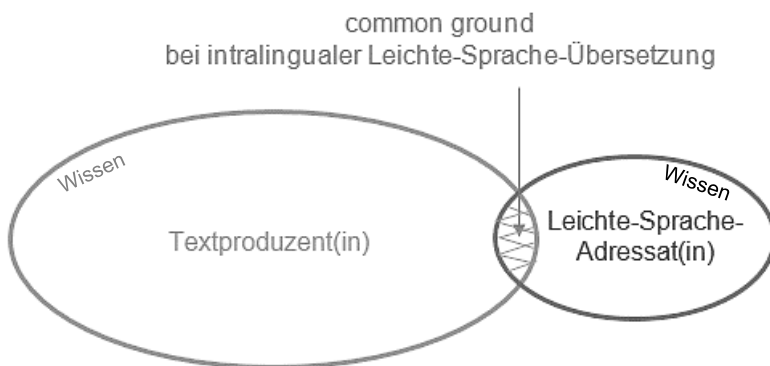 common ground
bei intralingualer Leichte-Sprache-Übersetzung
Wissen
Textproduzent(in)
Wissen
Leichte-Sprache-
Adressat(in)